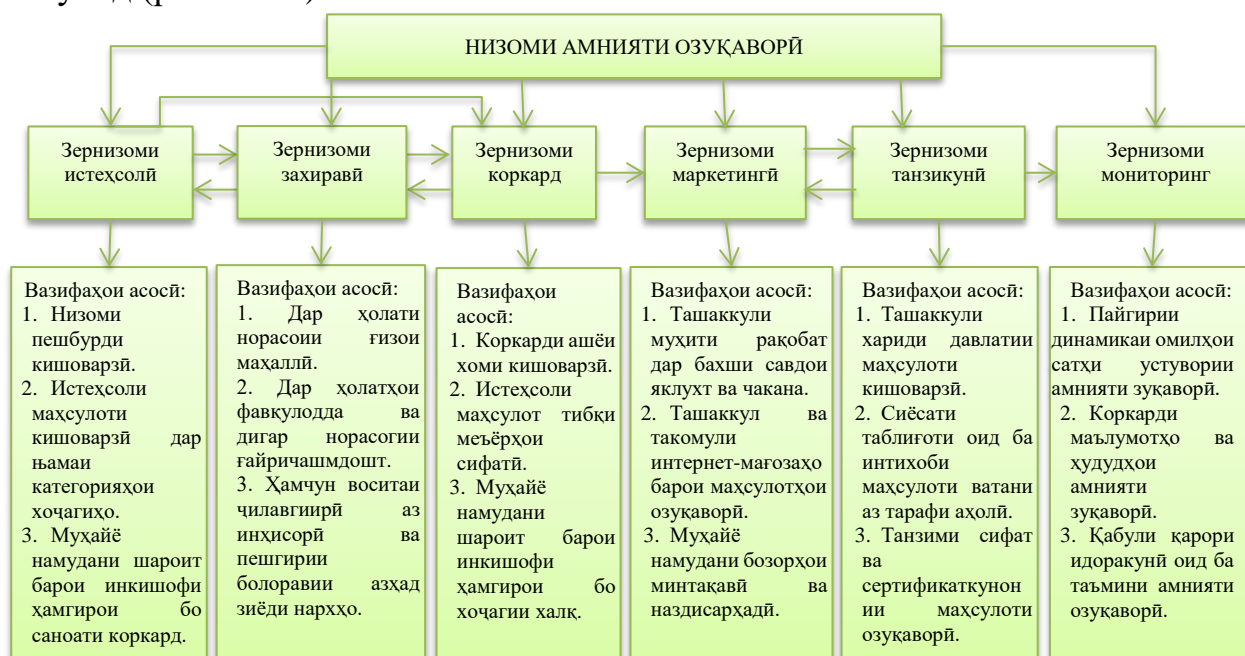 НИЗОМИ АМНИЯТИ ОЗУҚАВОРӢ
Зернизоми
истеҳсолӣ
Зернизоми
захиравӣ
Зернизоми
коркард
Зернизоми
маркетингӣ
Зернизоми
танзикунӣ
Зернизоми
мониторинг
Вазифаҳои асосӣ:
1. Низоми
пешбурди
кишоварзӣ.
2. Истеҳсоли
маҳсулоти
кишоварзӣ дар
њамаи
категорияҳои
хоҷагиҳо.
3. Муҳайё
намудани шароит
барои инкишофи
ҳамгирои бо
саноати коркард.
Вазифаҳои асосӣ:
1. Дар ҳолати
норасоии ғизои
маҳаллӣ.
2. Дар ҳолатҳои
фавқулодда ва
дигар норасогии
ғайричашмдошт.
3. Ҳамчун воситаи
ҷилавгиирӣ аз
инҳисорӣ ва
пешгирии
болоравии азҳад
зиёди нархҳо.
Вазифаҳои
асосӣ:
1. Коркарди ашёи
хоми кишоварзӣ.
2. Истеҳсоли
маҳсулот тибқи
меъёрҳои
сифатӣ.
3. Муҳайё
намудани
шароит барои
инкишофи
ҳамгирои бо
хоҷагии халқ.
Вазифаҳои асосӣ:
1. Ташаккули
муҳити рақобат
дар бахши савдои
яклухт ва чакана.
2. Ташаккул ва
такомули
интернет-мағозаҳо
барои маҳсулотҳои
озуқаворӣ.
3. Муҳайё
намудани бозорҳои
минтақавӣ ва
наздисарҳадӣ.
Вазифаҳои асосӣ:
1. Ташаккули
хариди давлатии
маҳсулоти
кишоварзӣ.
2. Сиёсати
таблиғоти оид ба
интихоби
маҳсулоти ватани
аз тарафи аҳолӣ.
3. Танзими сифат
ва
сертификаткунон
ии маҳсулоти
озуқаворӣ.
Вазифаҳои асосӣ:
1. Пайгирии
динамикаи омилҳои
сатҳи устувории
амнияти зуқаворӣ.
2. Коркарди
маълумотҳо ва
ҳудудҳои
амнияти
зуқаворӣ.
3. Қабули қарори
идоракунӣ оид ба
таъмини амнияти
озуқаворӣ.